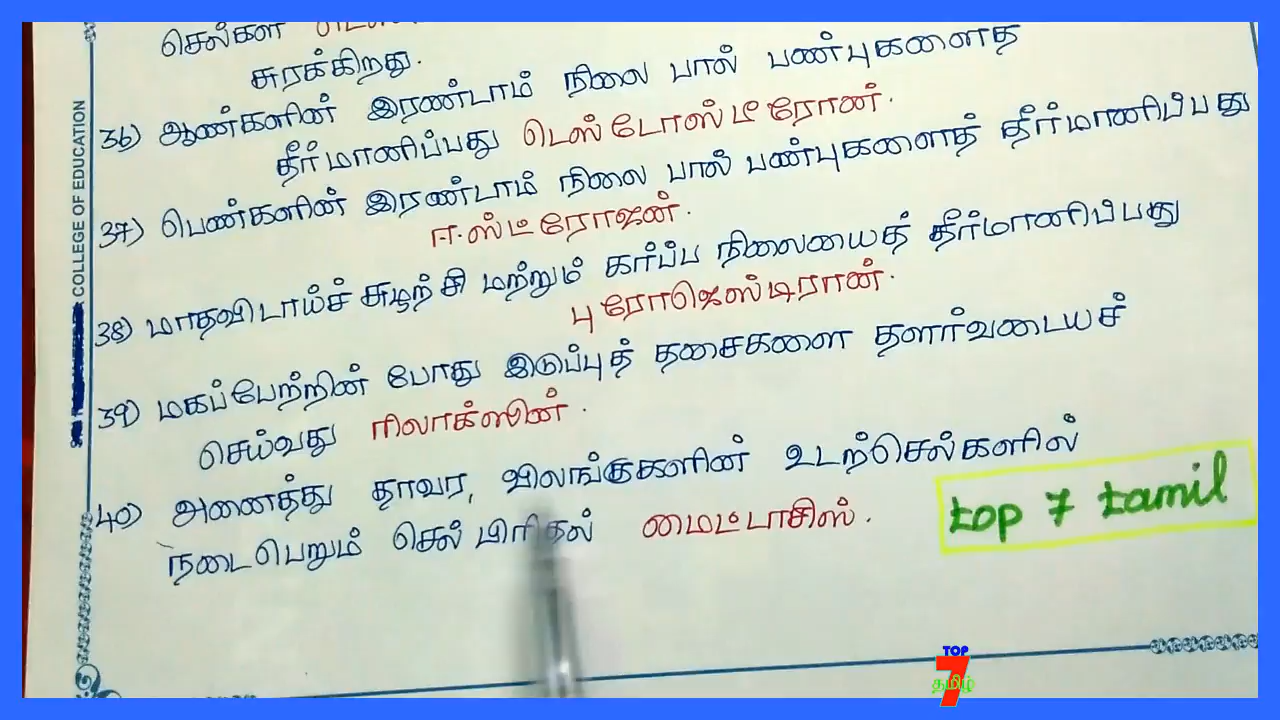 செல்கள்
சுரக்கிறது.
36) ஆண்களின் இரண்டாம் நிலை பால் பண்புகளைத்
தீர்மானிப்பது டெஸ்டோஸ்டீரோன்.
37) பெண்களின் இரண்டாம் நிலை பால் பண்புகளைத் தீர்மானிப்பது
ஈஸ்ட்ரோஜன்.
38) மாதவிடாய்ச் சுழற்சி மற்றும் கர்ப்ப நிலையைத் தீர்மானிப்பது
புரோஜெஸ்டிரான்.
39) மகப்பேற்றின் போது இடுப்புத் தசைகளை தளர்வடையச்
செய்வது ரிலாக்ஸின்.
40) அனைத்து தாவர, விலங்குகளின் உடற்செல்களில்
நடைபெறும் செல் பிரிதல் மைட்டாசிஸ்.
top 7 tamil
COLLEGE OF EDUCATION
TOP
7
தமிழ்